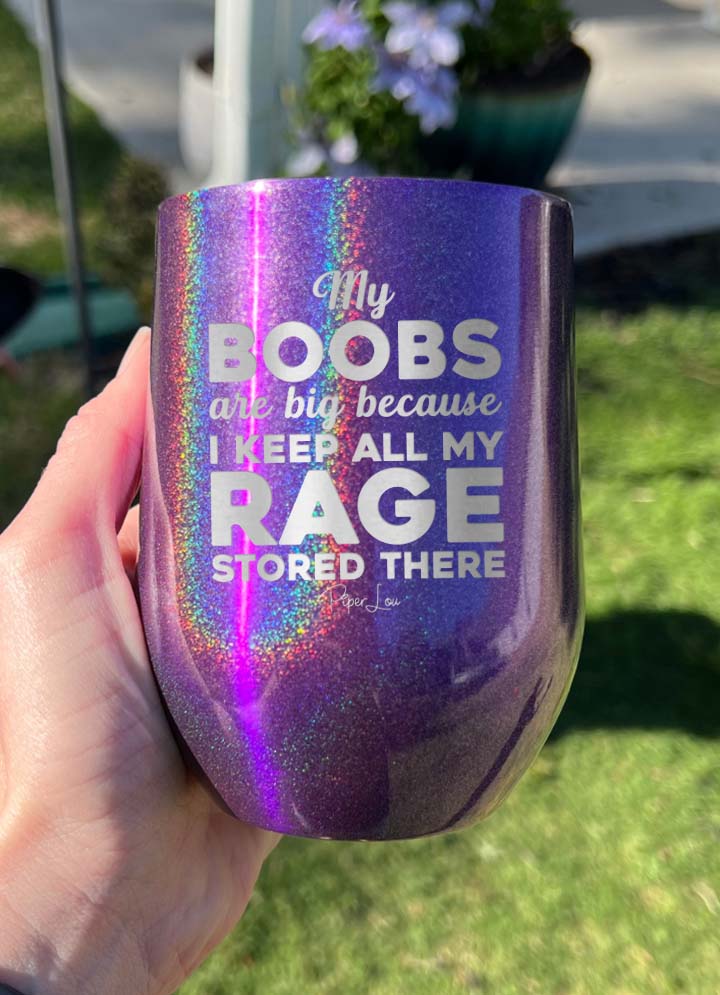 My
BOOBS
are big because
I KEEP ALL MY
RAGE
STORED THERE
Piper Lou